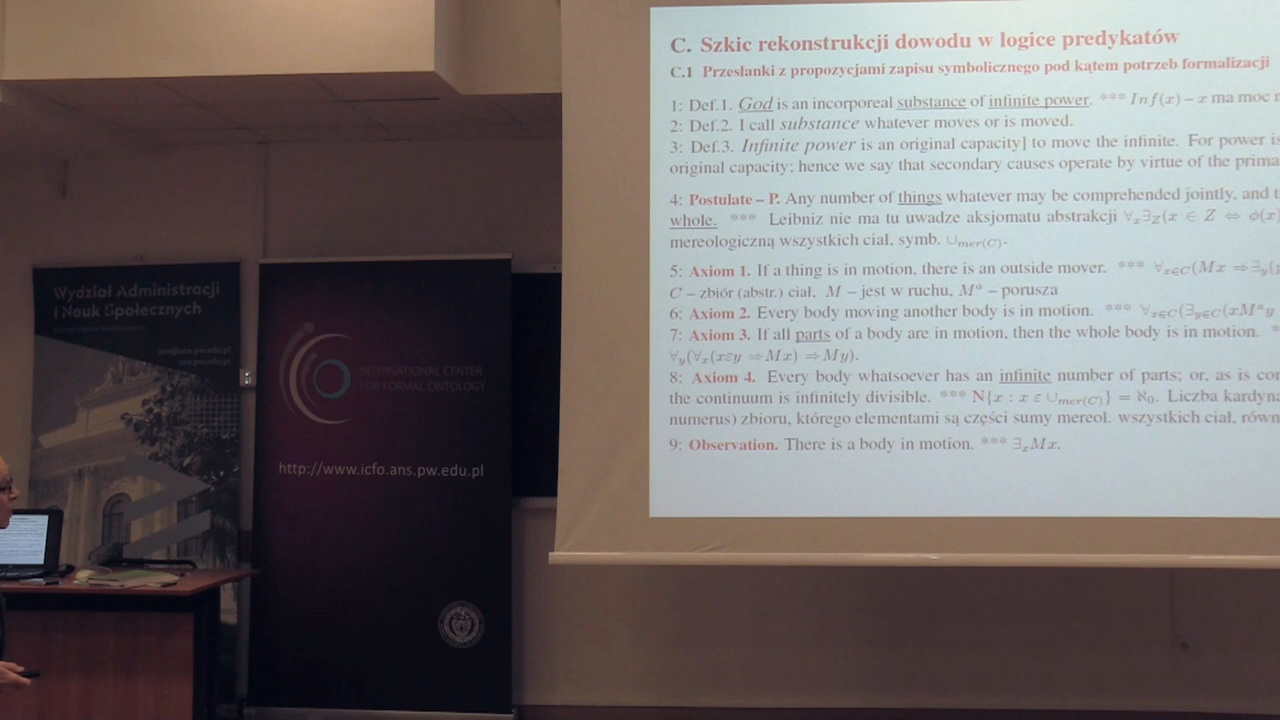 Wydział Administracji
i Nauk Społecznych
ans.pw.edu.pl
INTERNATIONAL CENTER
FOR FORMAL ONTOLOGY
http://www.icfo.ans.pw.edu.pl
C. Szkic rekonstrukcji dowodu w logice predykatów
C.1 Przesłanki z propozycjami zapisu symbolicznego pod kątem potrzeb formalizacji
1: Def.1. God is an incorporeal substance of infinite power. *** Inf(x) – x ma moc
2: Def.2. I call substance whatever moves or is moved.
3: Def.3. Infinite power is an original capacity] to move the infinite. For power is
original capacity; hence we say that secondary causes operate by virtue of the prima
4: Postulate – P. Any number of things whatever may be comprehended jointly, and
whole. *** Leibniz nie ma tu uwadze aksjomatu abstrakcji ∀x∃Z(x ∈ Z ⇔ ϕ(x)
mereologiczną wszystkich ciał, symb. ∪mer(C).
5: Axiom 1. If a thing is in motion, there is an outside mover. *** ∀x∈C(Mx ⇒∃y(
C – zbiór (abstr.) ciał, M – jest w ruchu, Mᵃ – porusza
6: Axiom 2. Every body moving another body is in motion. *** ∀x∈C(∃y∈C(xMᵃy
7: Axiom 3. If all parts of a body are in motion, then the whole body is in motion. *
∀y(∀x(xεy ⇒Mx) ⇒My).
8: Axiom 4. Every body whatsoever has an infinite number of parts; or, as is co
the continuum is infinitely divisible. *** N{x : x ε ∪mer(C)} = ℵ₀. Liczba kardyna
numerus) zbioru, którego elementami są części sumy mereol. wszystkich ciał, równ
9: Observation. There is a body in motion. *** ∃xMx.